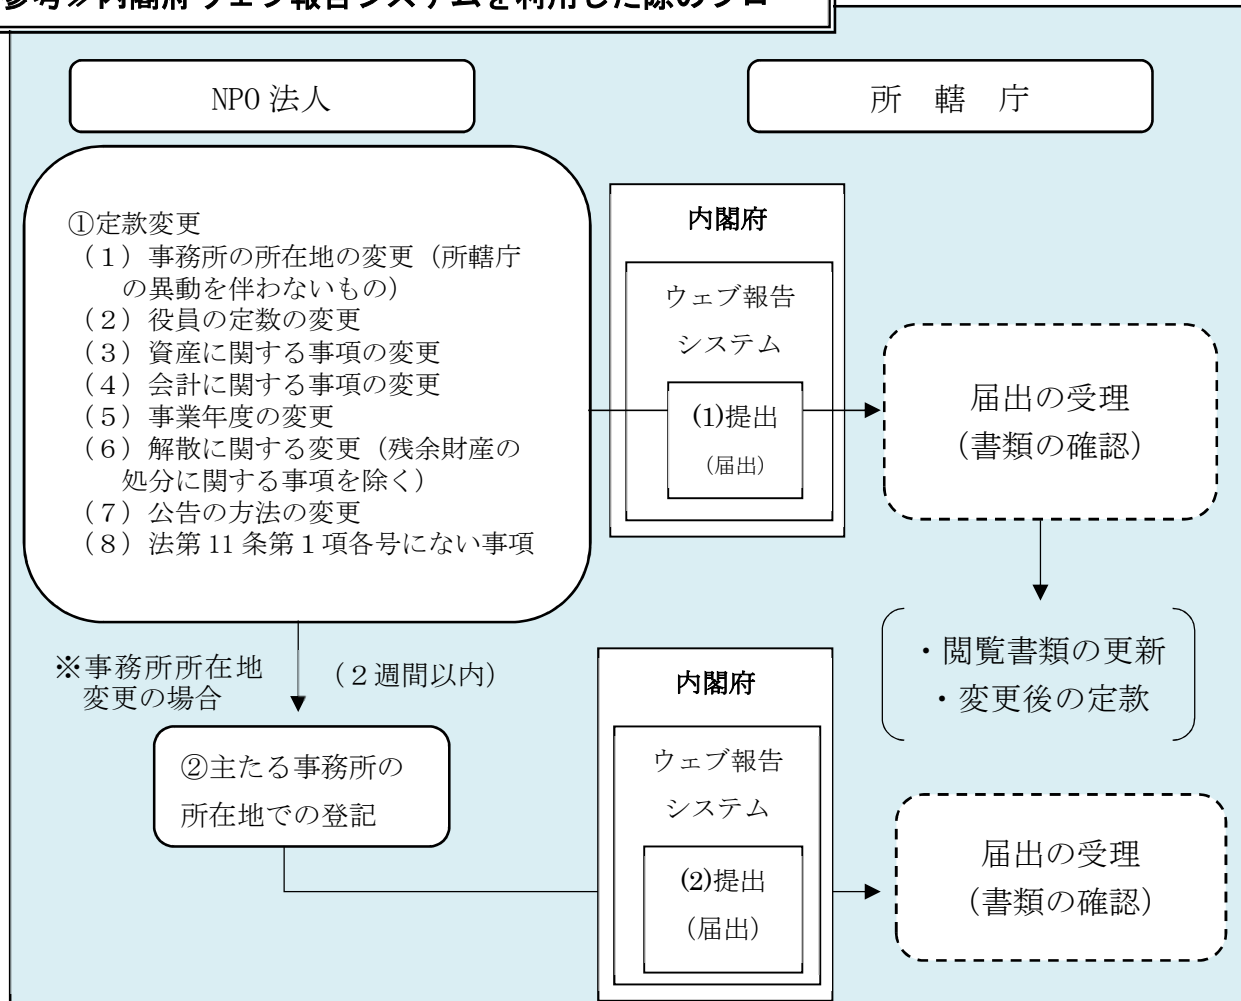 参考≫内閣府ウェブ報告システムを利用した際のフロー
NPO 法人
所 轄 庁
①定款変更
（１）事務所の所在地の変更（所轄庁
の異動を伴わないもの）
（２）役員の定数の変更
（３）資産に関する事項の変更
（４）会計に関する事項の変更
（５）事業年度の変更
（６）解散に関する変更（残余財産の
処分に関する事項を除く）
（７）公告の方法の変更
（８）法第 11 条第１項各号にない事項
内閣府
ウェブ報告
システム
(1)提出
（届出）
届出の受理
（書類の確認）
・閲覧書類の更新
・変更後の定款
※事務所所在地
変更の場合
（２週間以内）
②主たる事務所の
所在地での登記
内閣府
ウェブ報告
システム
(2)提出
（届出）
届出の受理
（書類の確認）